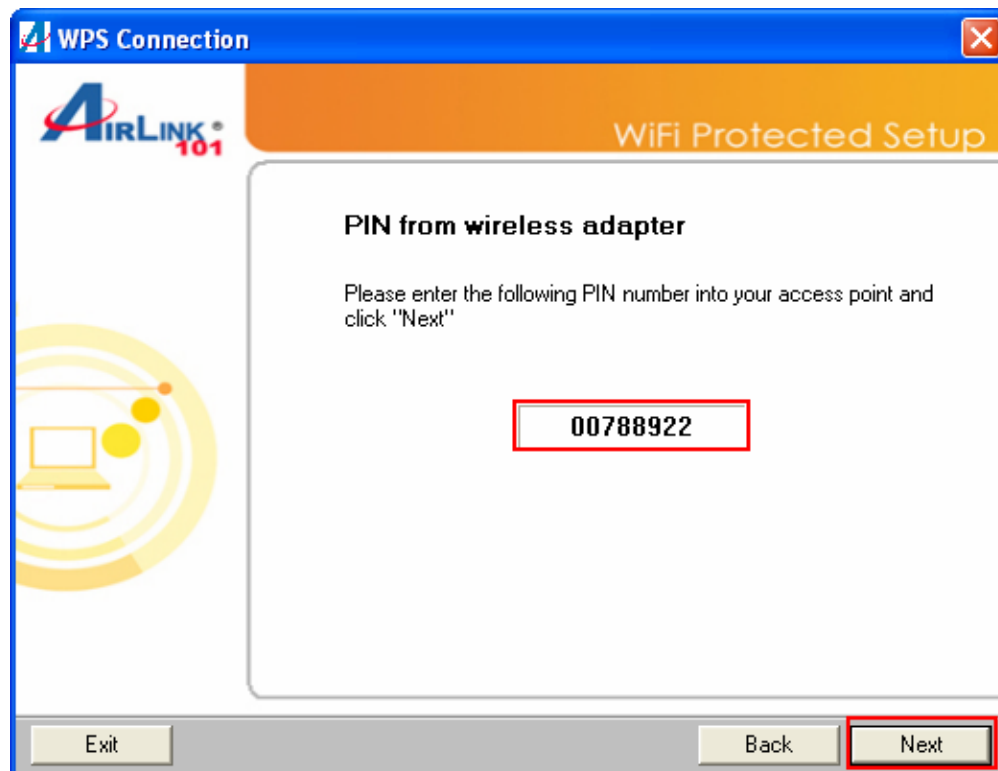 WPS Connection
AIRLINK®
101
WiFi Protected Setup
PIN from wireless adapter
Please enter the following PIN number into your access point and
click "Next"
00788922
Exit
Back
Next